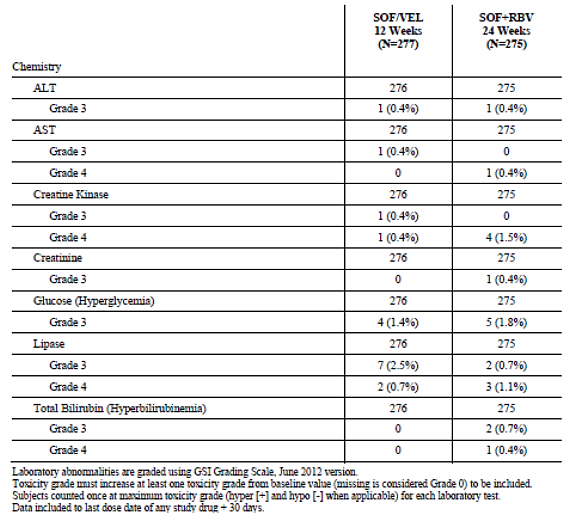 SOF/VEL SOF+RBV
12 Weeks 24 Weeks
(N=277) (N=275)
Chemistry
ALT 276 275
Grade 3 1 (0.4%) 1 (0.4%)
AST 276 275
Grade 3 1 (0.4%) 0
Grade 4 0 1 (0.4%)
Creatine Kinase 276 275
Grade 3 1 (0.4%) 0
Grade 4 1 (0.4%) 4 (1.5%)
Creatinine 276 275
Grade 3 0 1 (0.4%)
Glucose (Hyperglycemia) 276 275
Grade 3 4 (1.4%) 5 (1.8%)
Lipase 276 275
Grade 3 7 (2.5%) 2 (0.7%)
Grade 4 2 (0.7%) 3 (1.1%)
Total Bilirubin (Hyperbilirubinemia) 276 275
Grade 3 0 2 (0.7%)
Grade 4 0 1 (0.4%)
Laboratory abnormalities are graded using GSI Grading Scale, June 2012 version.
Toxicity grade must increase at least one toxicity grade from baseline value (missing is considered Grade 0) to be included.
Subjects counted once at maximum toxicity grade (hyper [+] and hypo [-] when applicable) for each laboratory test.
Data included to last dose date of any study drug + 30 days.